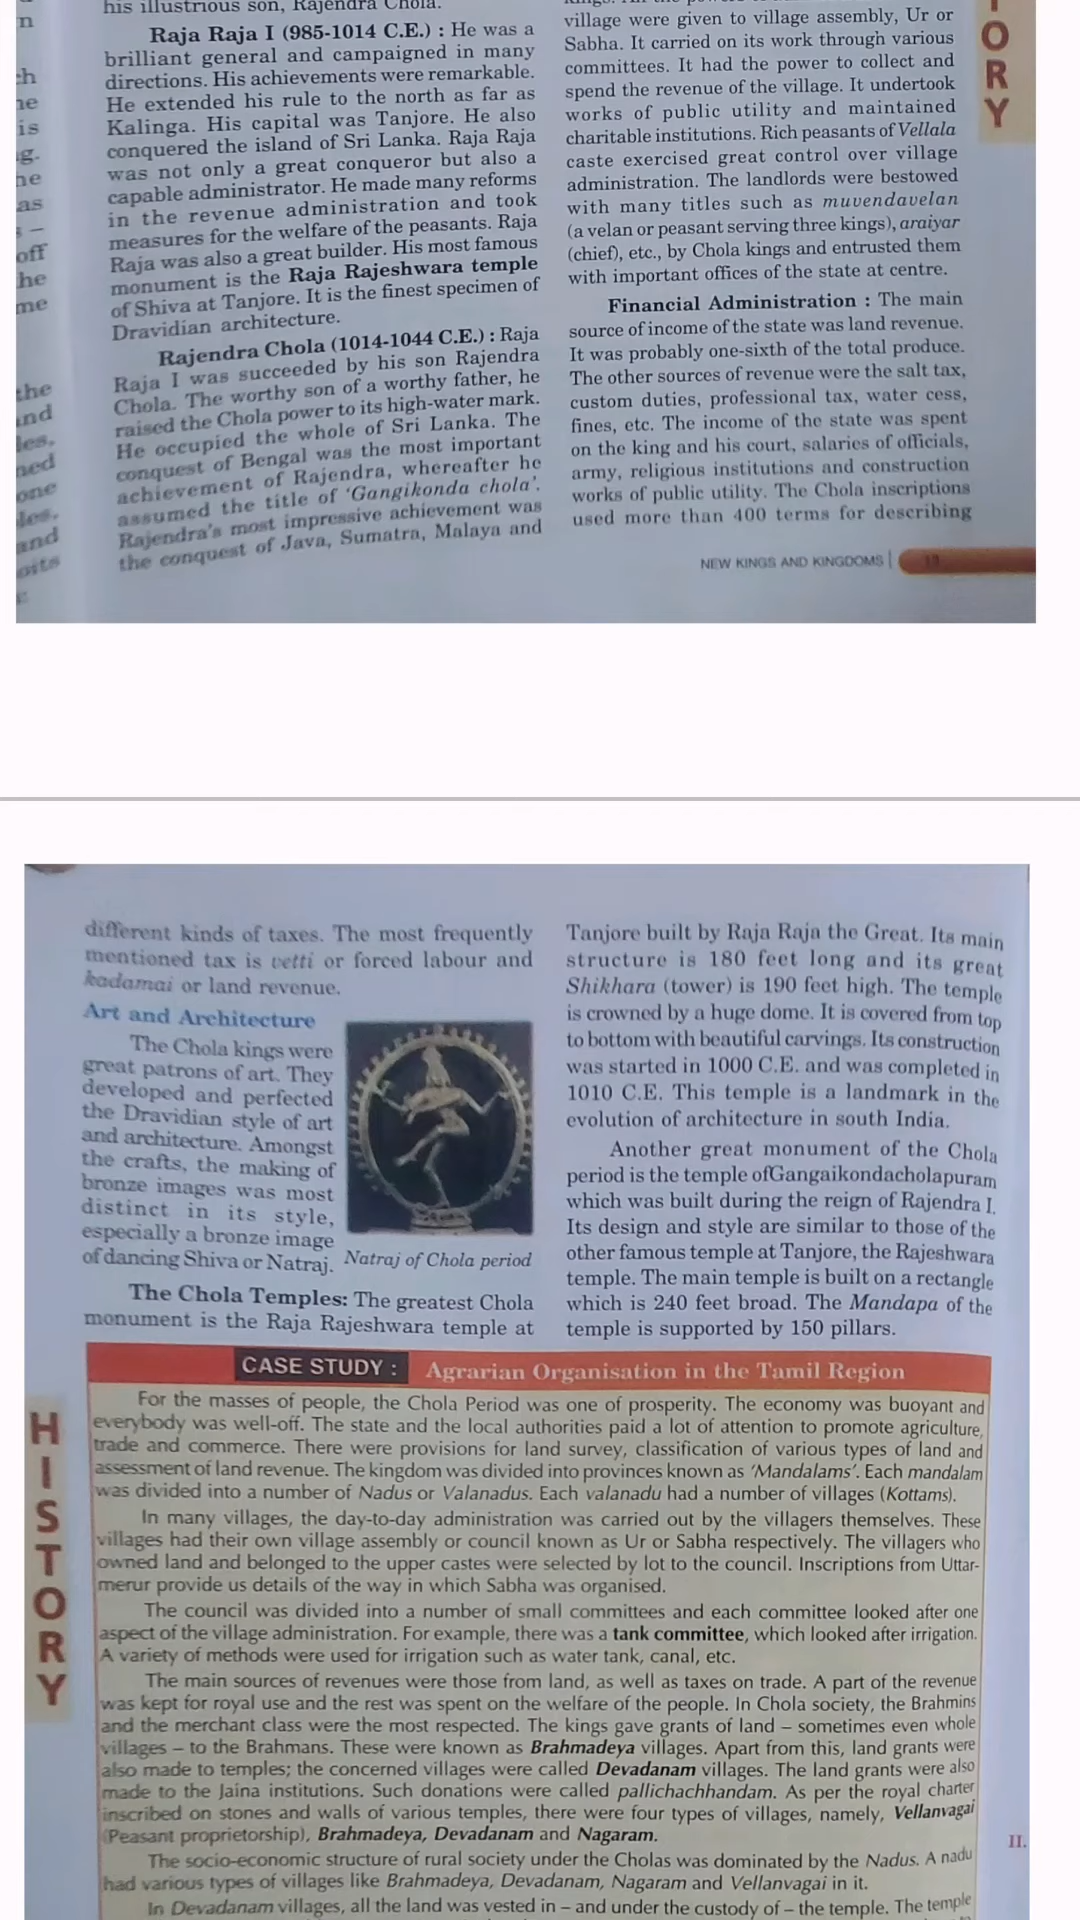 his illustrious son, Rajendra Chola.
Raja Raja I (985-1014 C.E.) : He was a
brilliant general and campaigned in many
directions. His achievements were remarkable.
He extended his rule to the north as far as
Kalinga. His capital was Tanjore. He also
conquered the island of Sri Lanka. Raja Raja
was not only a great conqueror but also a
capable administrator. He made many reforms
in the revenue administration and took
measures for the welfare of the peasants. Raja
Raja was also a great builder. His most famous
monument is the Raja Rajeshwara temple
of Shiva at Tanjore. It is the finest specimen of
Dravidian architecture.
Rajendra Chola (1014-1044 C.E.) : Raja
Raja I was succeeded by his son Rajendra
Chola. The worthy son of a worthy father, he
raised the Chola power to its high-water mark.
He occupied the whole of Sri Lanka. The
conquest of Bengal was the most important
achievement of Rajendra, whereafter he
assumed the title of 'Gangikonda chola'.
Rajendra's most impressive achievement was
the conquest of Java, Sumatra, Malaya and
village were given to village assembly, Ur or
Sabha. It carried on its work through various
committees. It had the power to collect and
spend the revenue of the village. It undertook
works of public utility and maintained
charitable institutions. Rich peasants of Vellala
caste exercised great control over village
administration. The landlords were bestowed
with many titles such as muvendavelan
(a velan or peasant serving three kings), araiyar
(chief), etc., by Chola kings and entrusted them
with important offices of the state at centre.
Financial Administration : The main
source of income of the state was land revenue.
It was probably one-sixth of the total produce.
The other sources of revenue were the salt tax,
custom duties, professional tax, water cess,
fines, etc. The income of the state was spent
on the king and his court, salaries of officials,
army, religious institutions and construction
works of public utility. The Chola inscriptions
used more than 400 terms for describing
NEW KINGS AND KINGDOMS
ORY
different kinds of taxes. The most frequently
mentioned tax is vetti or forced labour and
kadamai or land revenue.
Art and Architecture
The Chola kings were
great patrons of art. They
developed and perfected
the Dravidian style of art
and architecture. Amongst
the crafts, the making of
bronze images was most
distinct in its style,
especially a bronze image
of dancing Shiva or Natraj.
Natraj of Chola period
The Chola Temples: The greatest Chola
monument is the Raja Rajeshwara temple at
Tanjore built by Raja Raja the Great. Its main
structure is 180 feet long and its great
Shikhara (tower) is 190 feet high. The temple
is crowned by a huge dome. It is covered from top
to bottom with beautiful carvings. Its construction
was started in 1000 C.E. and was completed in
1010 C.E. This temple is a landmark in the
evolution of architecture in south India.
Another great monument of the Chola
period is the temple ofGangaikondacholapuram
which was built during the reign of Rajendra I.
Its design and style are similar to those of the
other famous temple at Tanjore, the Rajeshwara
temple. The main temple is built on a rectangle
which is 240 feet broad. The Mandapa of the
temple is supported by 150 pillars.
CASE STUDY : Agrarian Organisation in the Tamil Region
For the masses of people, the Chola Period was one of prosperity. The economy was buoyant and
everybody was well-off. The state and the local authorities paid a lot of attention to promote agriculture,
trade and commerce. There were provisions for land survey, classification of various types of land and
assessment of land revenue. The kingdom was divided into provinces known as 'Mandalams'. Each mandalam
was divided into a number of Nadus or Valanadus. Each valanadu had a number of villages (Kottams).
In many villages, the day-to-day administration was carried out by the villagers themselves. These
villages had their own village assembly or council known as Ur or Sabha respectively. The villagers who
owned land and belonged to the upper castes were selected by lot to the council. Inscriptions from Uttar-
merur provide us details of the way in which Sabha was organised.
The council was divided into a number of small committees and each committee looked after one
aspect of the village administration. For example, there was a tank committee, which looked after irrigation.
A variety of methods were used for irrigation such as water tank, canal, etc.
The main sources of revenues were those from land, as well as taxes on trade. A part of the revenue
was kept for royal use and the rest was spent on the welfare of the people. In Chola society, the Brahmins
and the merchant class were the most respected. The kings gave grants of land – sometimes even whole
villages – to the Brahmans. These were known as Brahmadeya villages. Apart from this, land grants were
also made to temples; the concerned villages were called Devadanam villages. The land grants were also
made to the Jaina institutions. Such donations were called pallichachhandam. As per the royal charter
inscribed on stones and walls of various temples, there were four types of villages, namely, Vellanvagai
(Peasant proprietorship), Brahmadeya, Devadanam and Nagaram.
The socio-economic structure of rural society under the Cholas was dominated by the Nadus. A nadu
had various types of villages like Brahmadeya, Devadanam, Nagaram and Vellanvagai in it.
In Devadanam villages, all the land was vested in – and under the custody of – the temple. The temple
HISTORY
II.